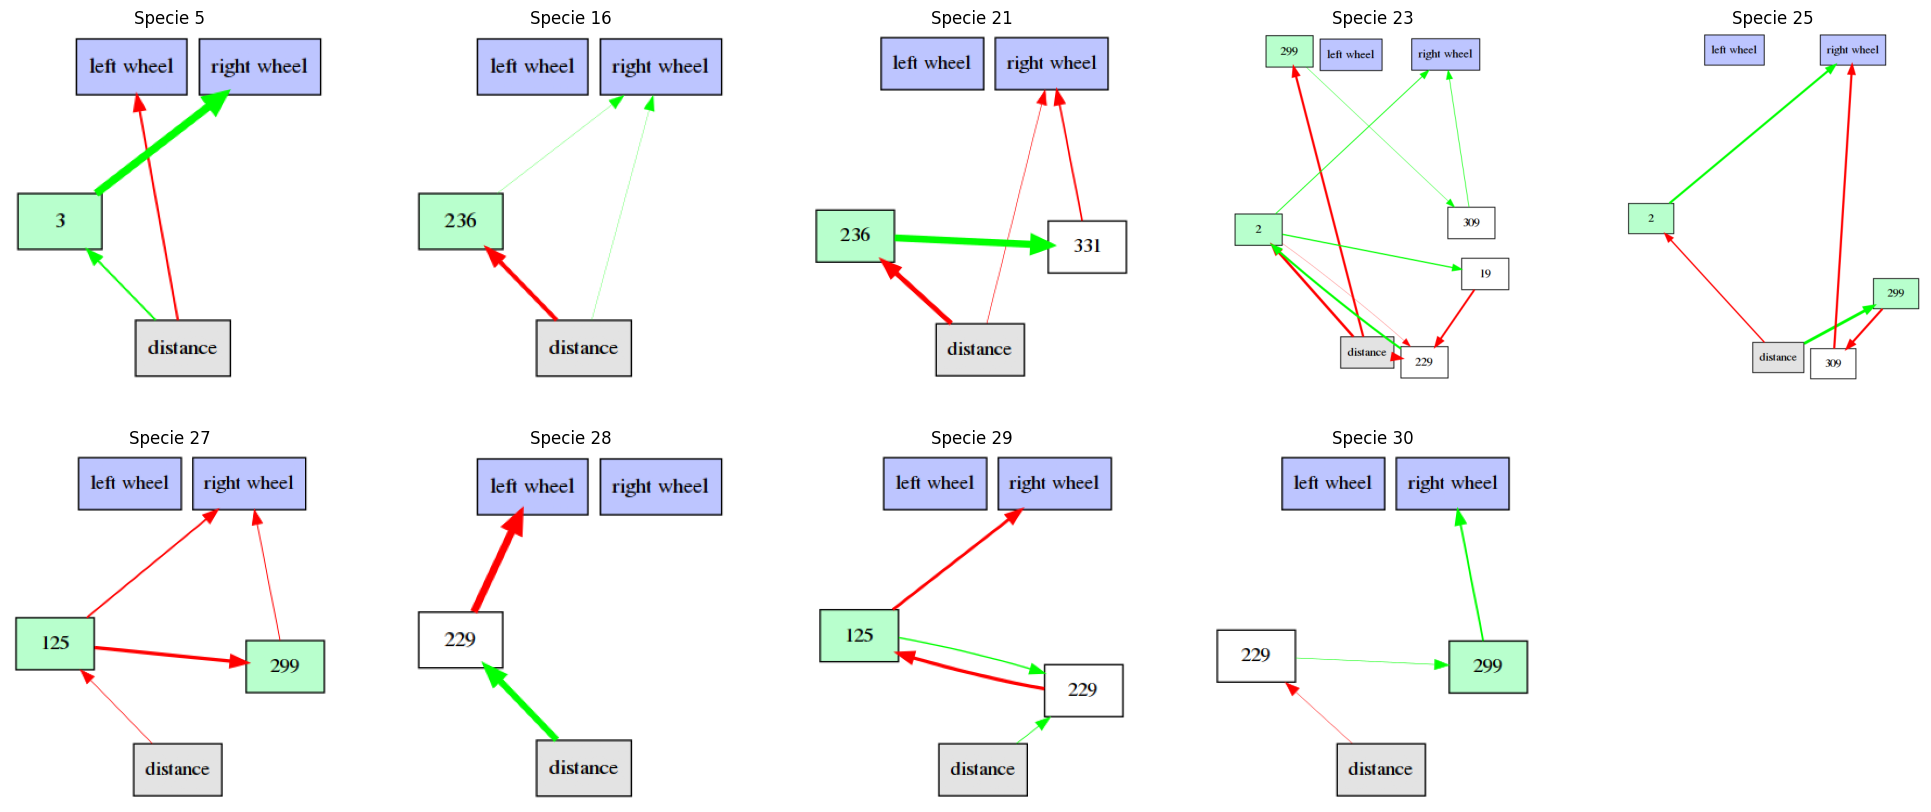 Specie 5
left wheel
right wheel
3
distance
Specie 16
left wheel
right wheel
236
distance
Specie 21
left wheel
right wheel
236
331
distance
Specie 23
299
left wheel
right wheel
2
309
19
distance
229
Specie 25
left wheel
right wheel
2
299
distance
309
Specie 27
left wheel
right wheel
125
299
distance
Specie 28
left wheel
right wheel
229
distance
Specie 29
left wheel
right wheel
125
229
distance
Specie 30
left wheel
right wheel
229
299
distance